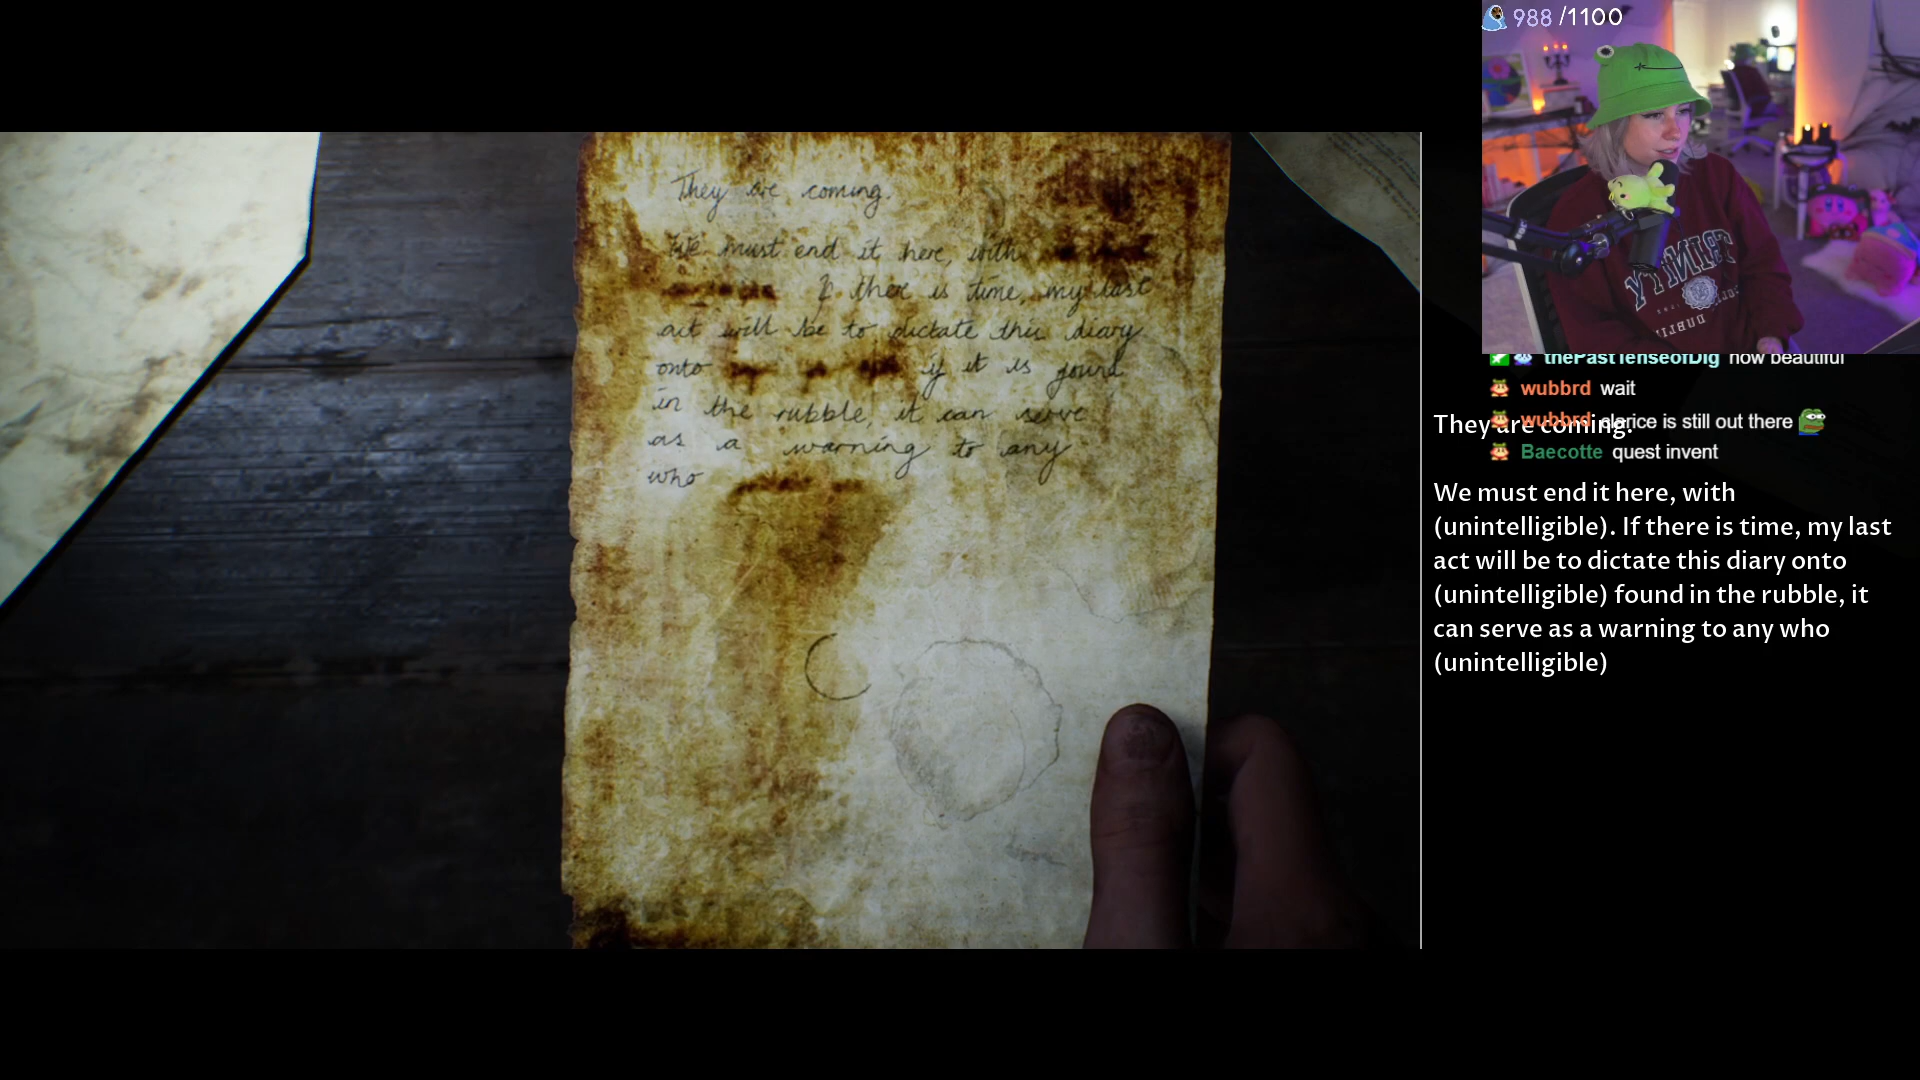 988 /1100
They are coming.
We must end it here, with
If there is time, my last
act will be to dictate this diary
onto
if it is found
in the rubble, it can serve
as a warning to any
who
TRINITY
DUBLIN
thePastTenseofDig how beautiful
wubbrd wait
wubbrd clarice is still out there
Baecotte quest invent
They are coming.
We must end it here, with
(unintelligible). If there is time, my last
act will be to dictate this diary onto
(unintelligible) found in the rubble, it
can serve as a warning to any who
(unintelligible)